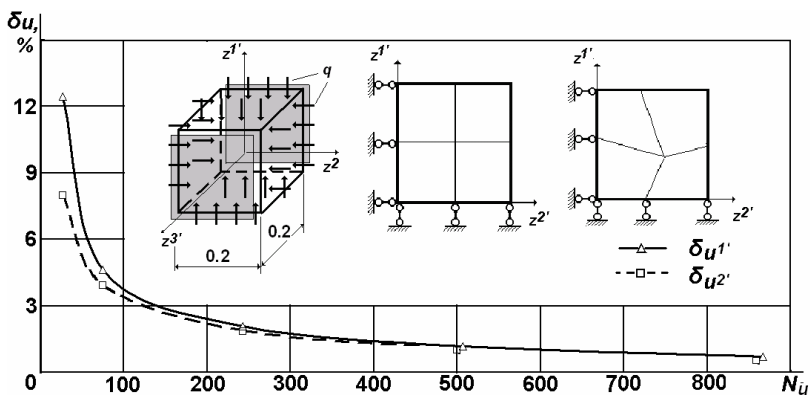 δu,
%
12
9
6
3
0
100
200
300
400
500
600
700
800
Nu
z1'
q
z2
z3'
0.2
0.2
z1'
z2'
z1'
z2'
δu1'
δu2'